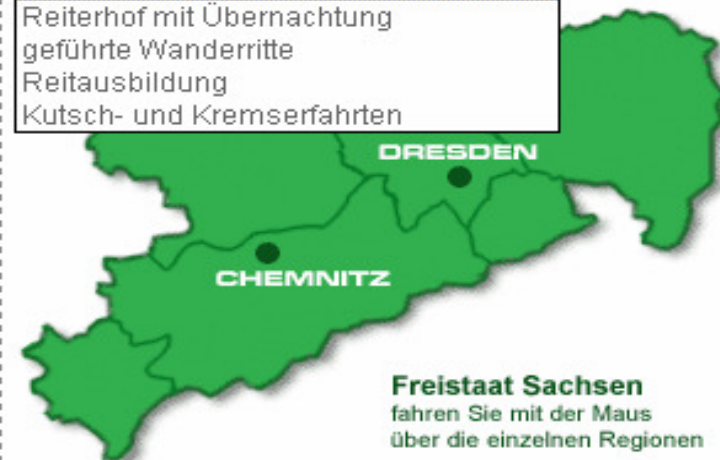 Reiterhof mit Übernachtung
geführte Wanderritte
Reitausbildung
Kutsch- und Kremserfahrten
DRESDEN
CHEMNITZ
Freistaat Sachsen
fahren Sie mit der Maus
über die einzelnen Regionen